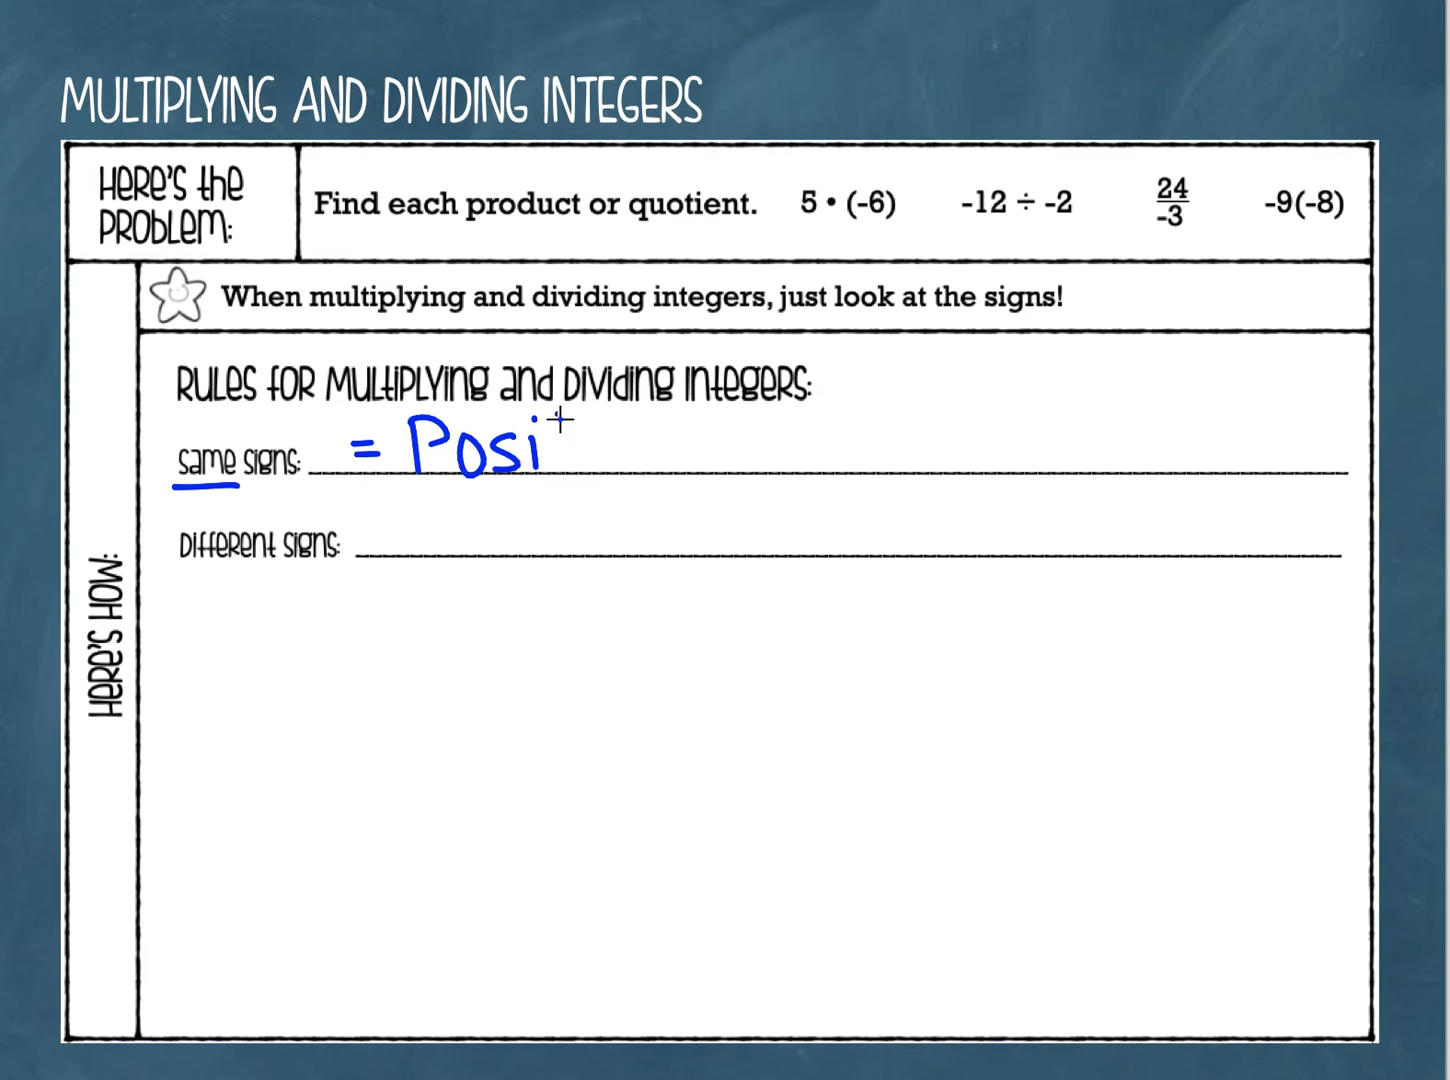 MULTIPLYING AND DIVIDING INTEGERS
HERE'S the PROBLEM:
Find each product or quotient. 5 • (-6) -12 ÷ -2 24/-3 -9(-8)
When multiplying and dividing integers, just look at the signs!
RULES FOR MULTIPLYING and DIVIDING INTEGERS:
same signs: = Posi
DIFFERENT SIGNS:
HERE'S HOW: